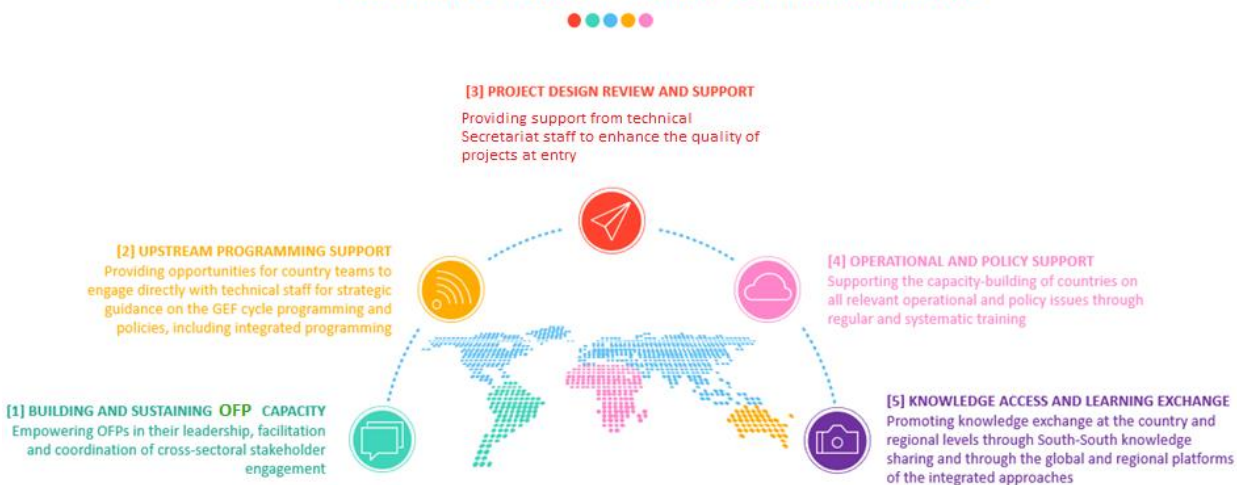 [3] PROJECT DESIGN REVIEW AND SUPPORT
Providing support from technical
Secretariat staff to enhance the quality of
projects at entry
[2] UPSTREAM PROGRAMMING SUPPORT
Providing opportunities for country teams to
engage directly with technical staff for strategic
guidance on the GEF cycle programming and
policies, including integrated programming
[4] OPERATIONAL AND POLICY SUPPORT
Supporting the capacity-building of countries on
all relevant operational and policy issues through
regular and systematic training
[1] BUILDING AND SUSTAINING OFP CAPACITY
Empowering OFPs in their leadership, facilitation
and coordination of cross-sectoral stakeholder
engagement
[5] KNOWLEDGE ACCESS AND LEARNING EXCHANGE
Promoting knowledge exchange at the country and
regional levels through South-South knowledge
sharing and through the global and regional platforms
of the integrated approaches